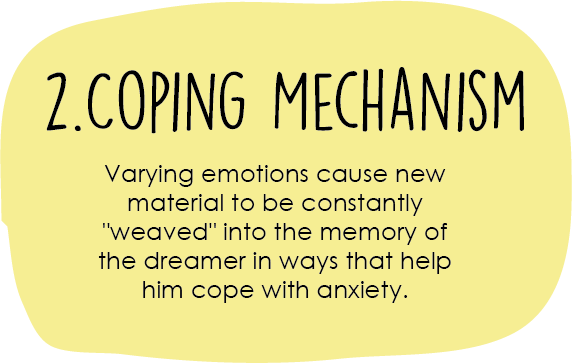 2.COPING MECHANISM
Varying emotions cause new
material to be constantly
"weaved" into the memory of
the dreamer in ways that help
him cope with anxiety.